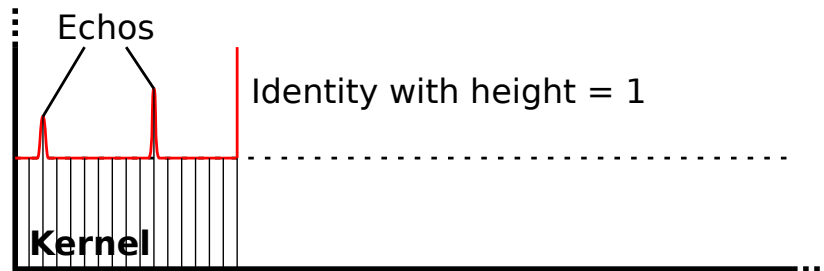 Echos
Identity with height = 1
Kernel